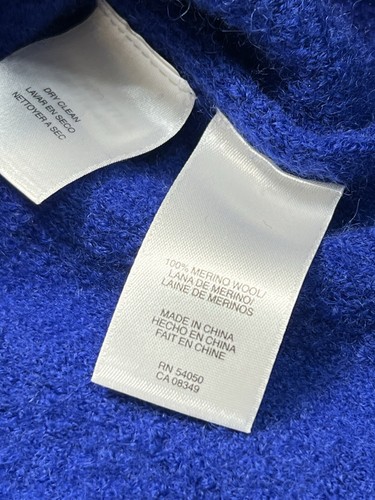 DRY CLEAN
LAVAR EN SECO
NETTOYER A SEC
100% MERINO WOOL/
LANA DE MERINO/
LAINE DE MERINOS
MADE IN CHINA
HECHO EN CHINA
FAIT EN CHINE
RN 54050
CA 08349